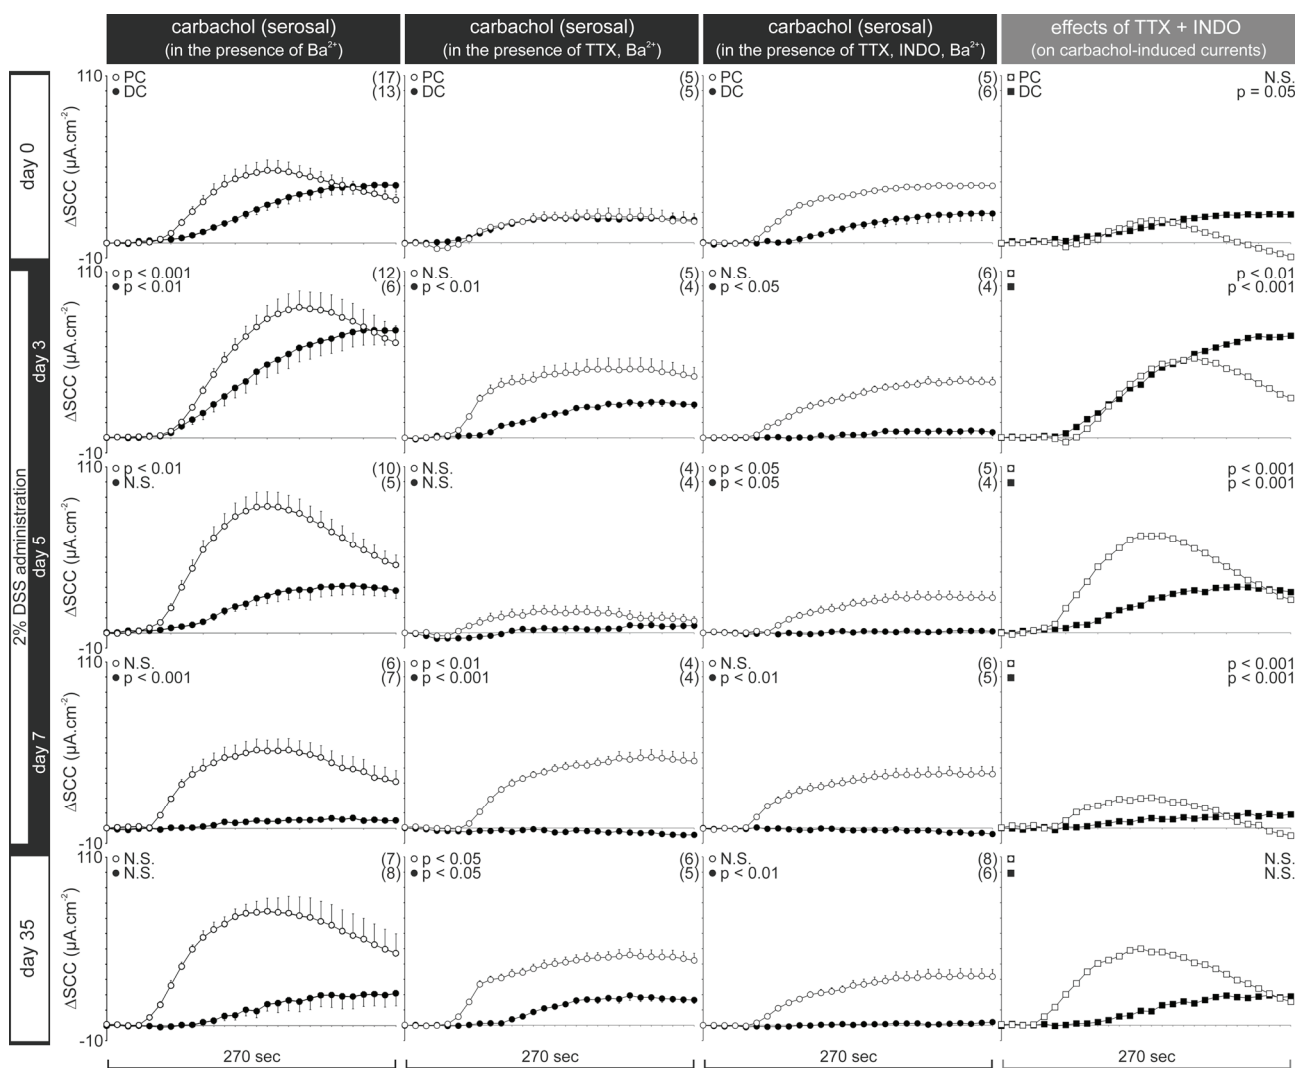 carbachol (serosal)
(in the presence of Ba²⁺)
carbachol (serosal)
(in the presence of TTX, Ba²⁺)
carbachol (serosal)
(in the presence of TTX, INDO, Ba²⁺)
effects of TTX + INDO
(on carbachol-induced currents)
day 0
110
ΔSCC (µA.cm⁻²)
-10
○ PC (17)
● DC (13)
○ PC (5)
● DC (5)
○ PC (5)
● DC (6)
□ PC N.S.
■ DC p = 0.05
2% DSS administration
day 3
110
ΔSCC (µA.cm⁻²)
-10
○ p < 0.001 (12)
● p < 0.01 (6)
○ N.S. (5)
● p < 0.01 (4)
○ N.S. (6)
● p < 0.05 (4)
□ p < 0.01
■ p < 0.001
day 5
110
ΔSCC (µA.cm⁻²)
-10
○ p < 0.01 (10)
● N.S. (5)
○ N.S. (4)
● N.S. (4)
○ p < 0.05 (5)
● p < 0.05 (4)
□ p < 0.001
■ p < 0.001
day 7
110
ΔSCC (µA.cm⁻²)
-10
○ N.S. (6)
● p < 0.001 (7)
○ p < 0.01 (4)
● p < 0.001 (4)
○ N.S. (6)
● p < 0.01 (5)
□ p < 0.001
■ p < 0.001
day 35
110
ΔSCC (µA.cm⁻²)
-10
○ N.S. (7)
● N.S. (8)
○ p < 0.05 (6)
● p < 0.05 (5)
○ N.S. (8)
● p < 0.01 (6)
□ N.S.
■ N.S.
270 sec
270 sec
270 sec
270 sec